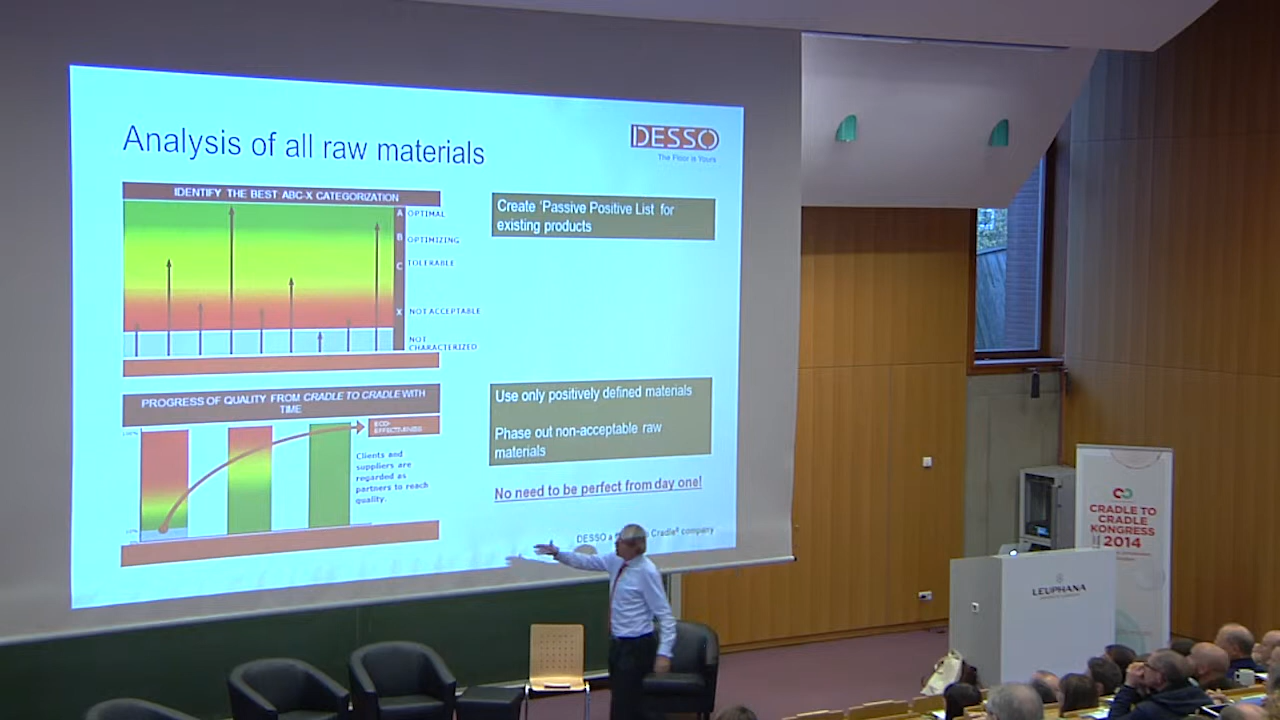 Analysis of all raw materials
DESSO
The Floor is Yours
IDENTIFY THE BEST ABC-X CATEGORIZATION
A OPTIMAL
B OPTIMIZING
C TOLERABLE
X NOT ACCEPTABLE
NOT
CHARACTERIZED
Create ‘Passive Positive List for
existing products
PROGRESS OF QUALITY FROM CRADLE TO CRADLE WITH
TIME
100%
ECO-
EFFECTIVENESS
Clients and
suppliers are
regarded as
partners to reach
quality.
Use only positively defined materials
Phase out non-acceptable raw
materials
No need to be perfect from day one!
DESSO a Cradle® company
CRADLE TO
CRADLE
KONGRESS
2014
LEUPHANA